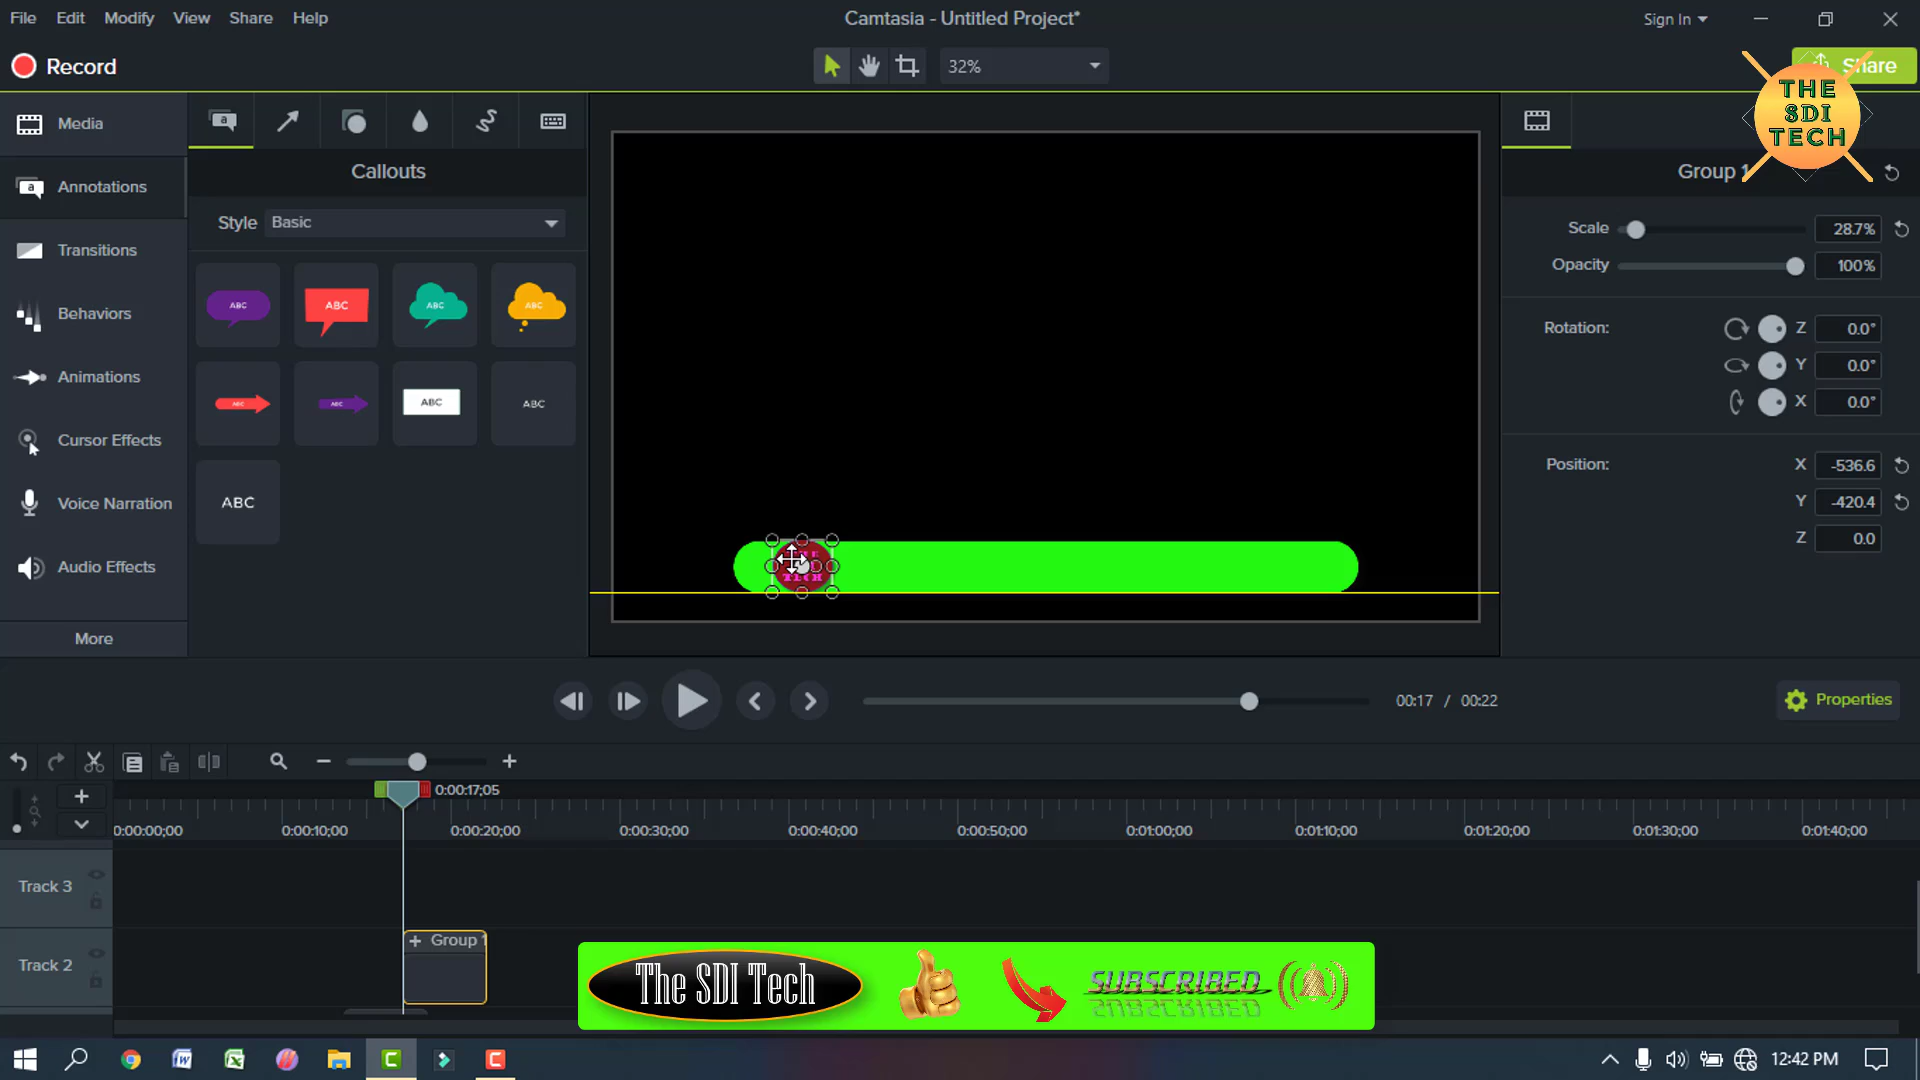 File Edit Modify View Share Help
Camtasia - Untitled Project*
Sign In
Record
32%
Share
THE
SDI
TECH
Media
Annotations
Transitions
Behaviors
Animations
Cursor Effects
Voice Narration
Audio Effects
More
Callouts
Style Basic
ABC ABC ABC ABC
ABC ABC ABC ABC
ABC
TECH
Group 1
Scale 28.7%
Opacity 100%
Rotation: Z 0.0°
Y 0.0°
X 0.0°
Position: X -536.6
Y -420.4
Z 0.0
00:17 / 00:22
Properties
0:00:17;05
0:00:00;00 0:00:10;00 0:00:20;00 0:00:30;00 0:00:40;00 0:00:50;00 0:01:00;00 0:01:10;00 0:01:20;00 0:01:30;00 0:01:40;00
Track 3
Track 2
Group 1
The SDI Tech
SUBSCRIBED
12:42 PM